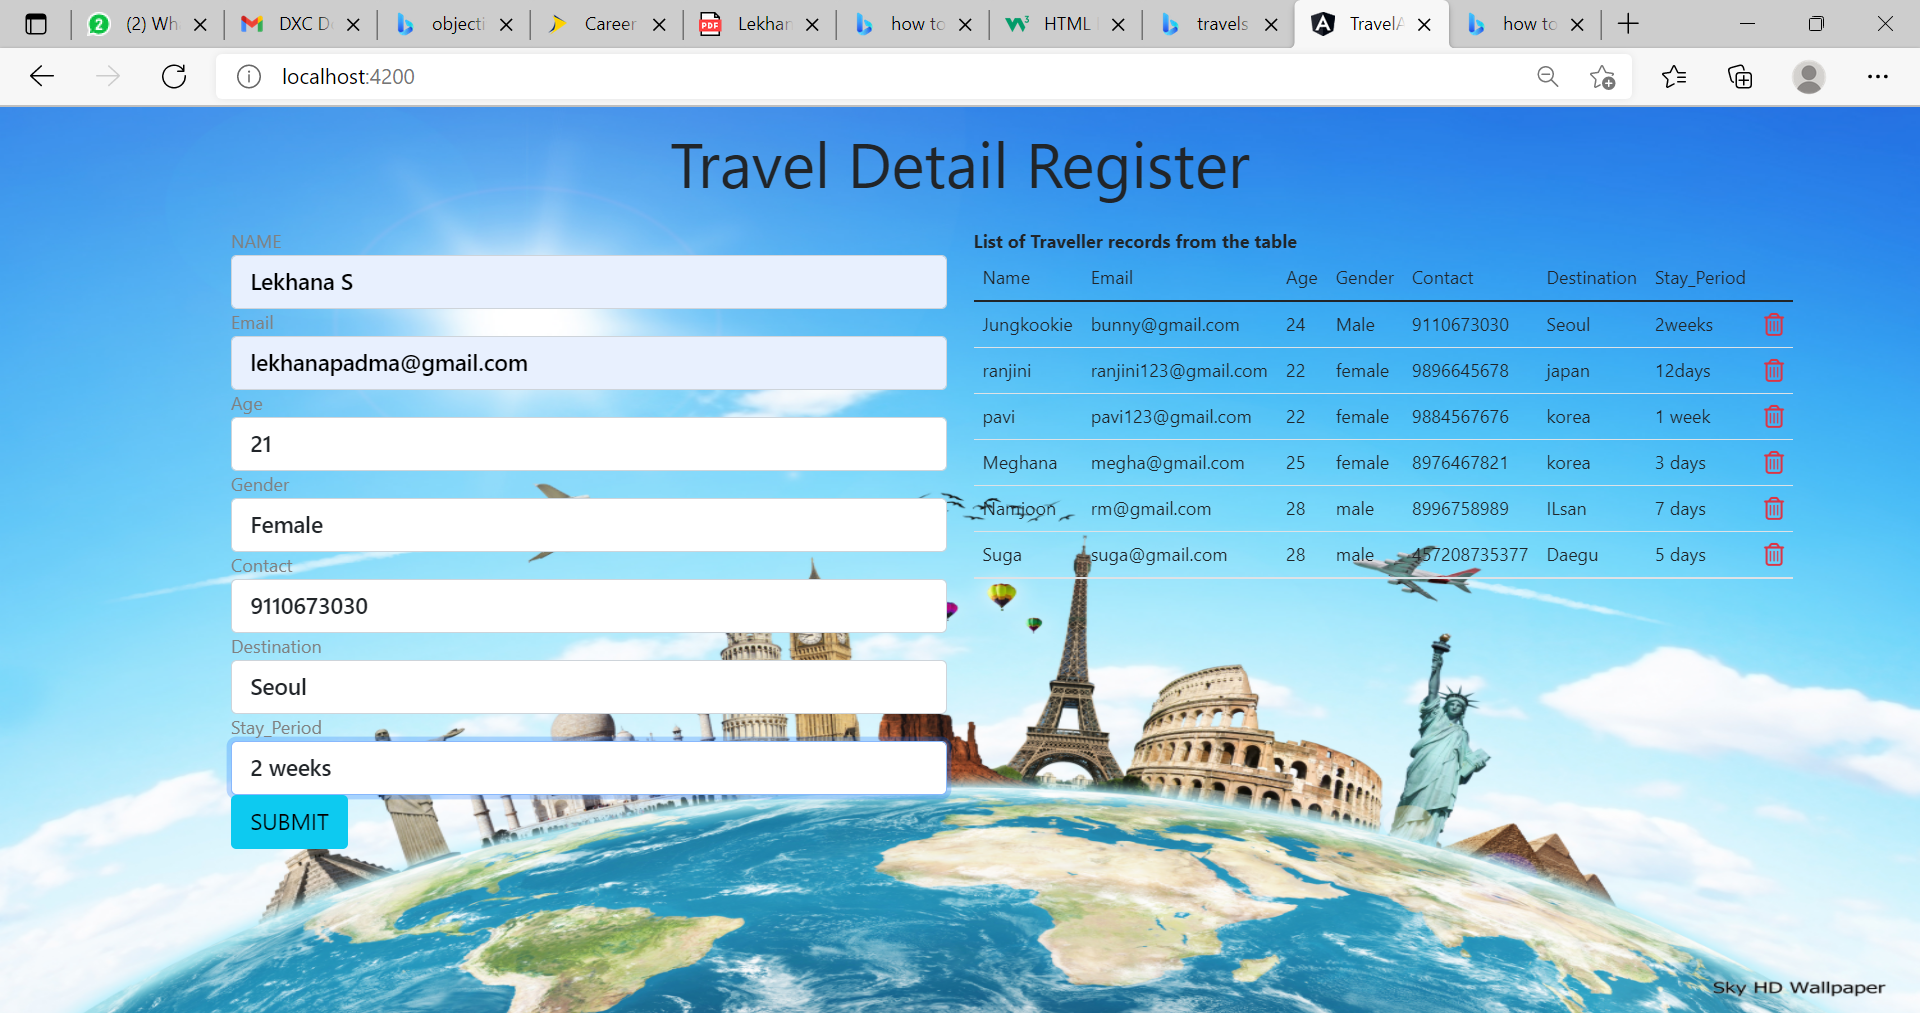 (2) Wh
DXC D
objecti
Career
Lekhan
how to
HTML
travels
TravelA
how to
localhost:4200
Travel Detail Register
NAME
Lekhana S
Email
lekhanapadma@gmail.com
Age
21
Gender
Female
Contact
9110673030
Destination
Seoul
Stay_Period
2 weeks
SUBMIT
List of Traveller records from the table
Name Email Age Gender Contact Destination Stay_Period
Jungkookie bunny@gmail.com 24 Male 9110673030 Seoul 2weeks
ranjini ranjini123@gmail.com 22 female 9896645678 japan 12days
pavi pavi123@gmail.com 22 female 9884567676 korea 1 week
Meghana megha@gmail.com 25 female 8976467821 korea 3 days
Namjoon rm@gmail.com 28 male 8996758989 ILsan 7 days
Suga suga@gmail.com 28 male 457208735377 Daegu 5 days
Sky HD Wallpaper